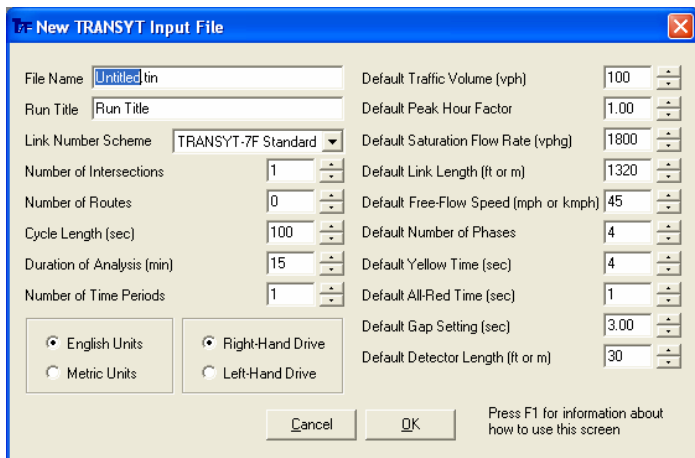 T7F New TRANSYT Input File
File Name Untitled.tin
Run Title Run Title
Link Number Scheme TRANSYT-7F Standard
Number of Intersections 1
Number of Routes 0
Cycle Length (sec) 100
Duration of Analysis (min) 15
Number of Time Periods 1
English Units
Metric Units
Right-Hand Drive
Left-Hand Drive
Default Traffic Volume (vph) 100
Default Peak Hour Factor 1.00
Default Saturation Flow Rate (vphg) 1800
Default Link Length (ft or m) 1320
Default Free-Flow Speed (mph or kmph) 45
Default Number of Phases 4
Default Yellow Time (sec) 4
Default All-Red Time (sec) 1
Default Gap Setting (sec) 3.00
Default Detector Length (ft or m) 30
Cancel
OK
Press F1 for information about
how to use this screen